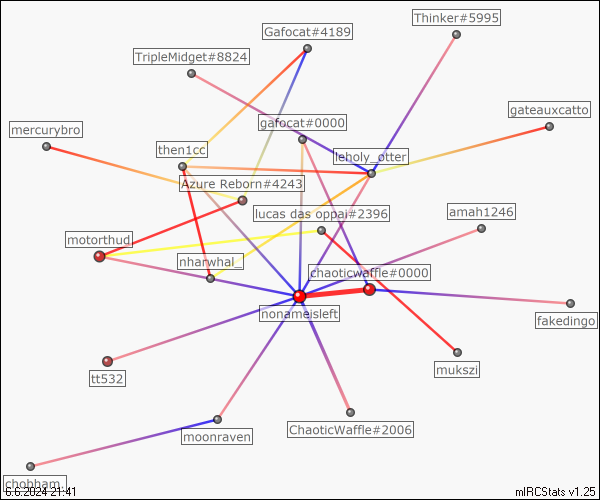 Thinker#5995
Gafocat#4189
TripleMidget#8824
gateauxcatto
gafocat#0000
mercurybro
then1cc
leholy_otter
Azure Reborn#4243
lucas das oppai#2396
amah1246
motorthud
nharwhal_
chaoticwaffle#0000
nonameisleft
fakedingo
mukszi
tt532
ChaoticWaffle#2006
moonraven
chobham_
6.6.2024 21:41
mIRCStats v1.25